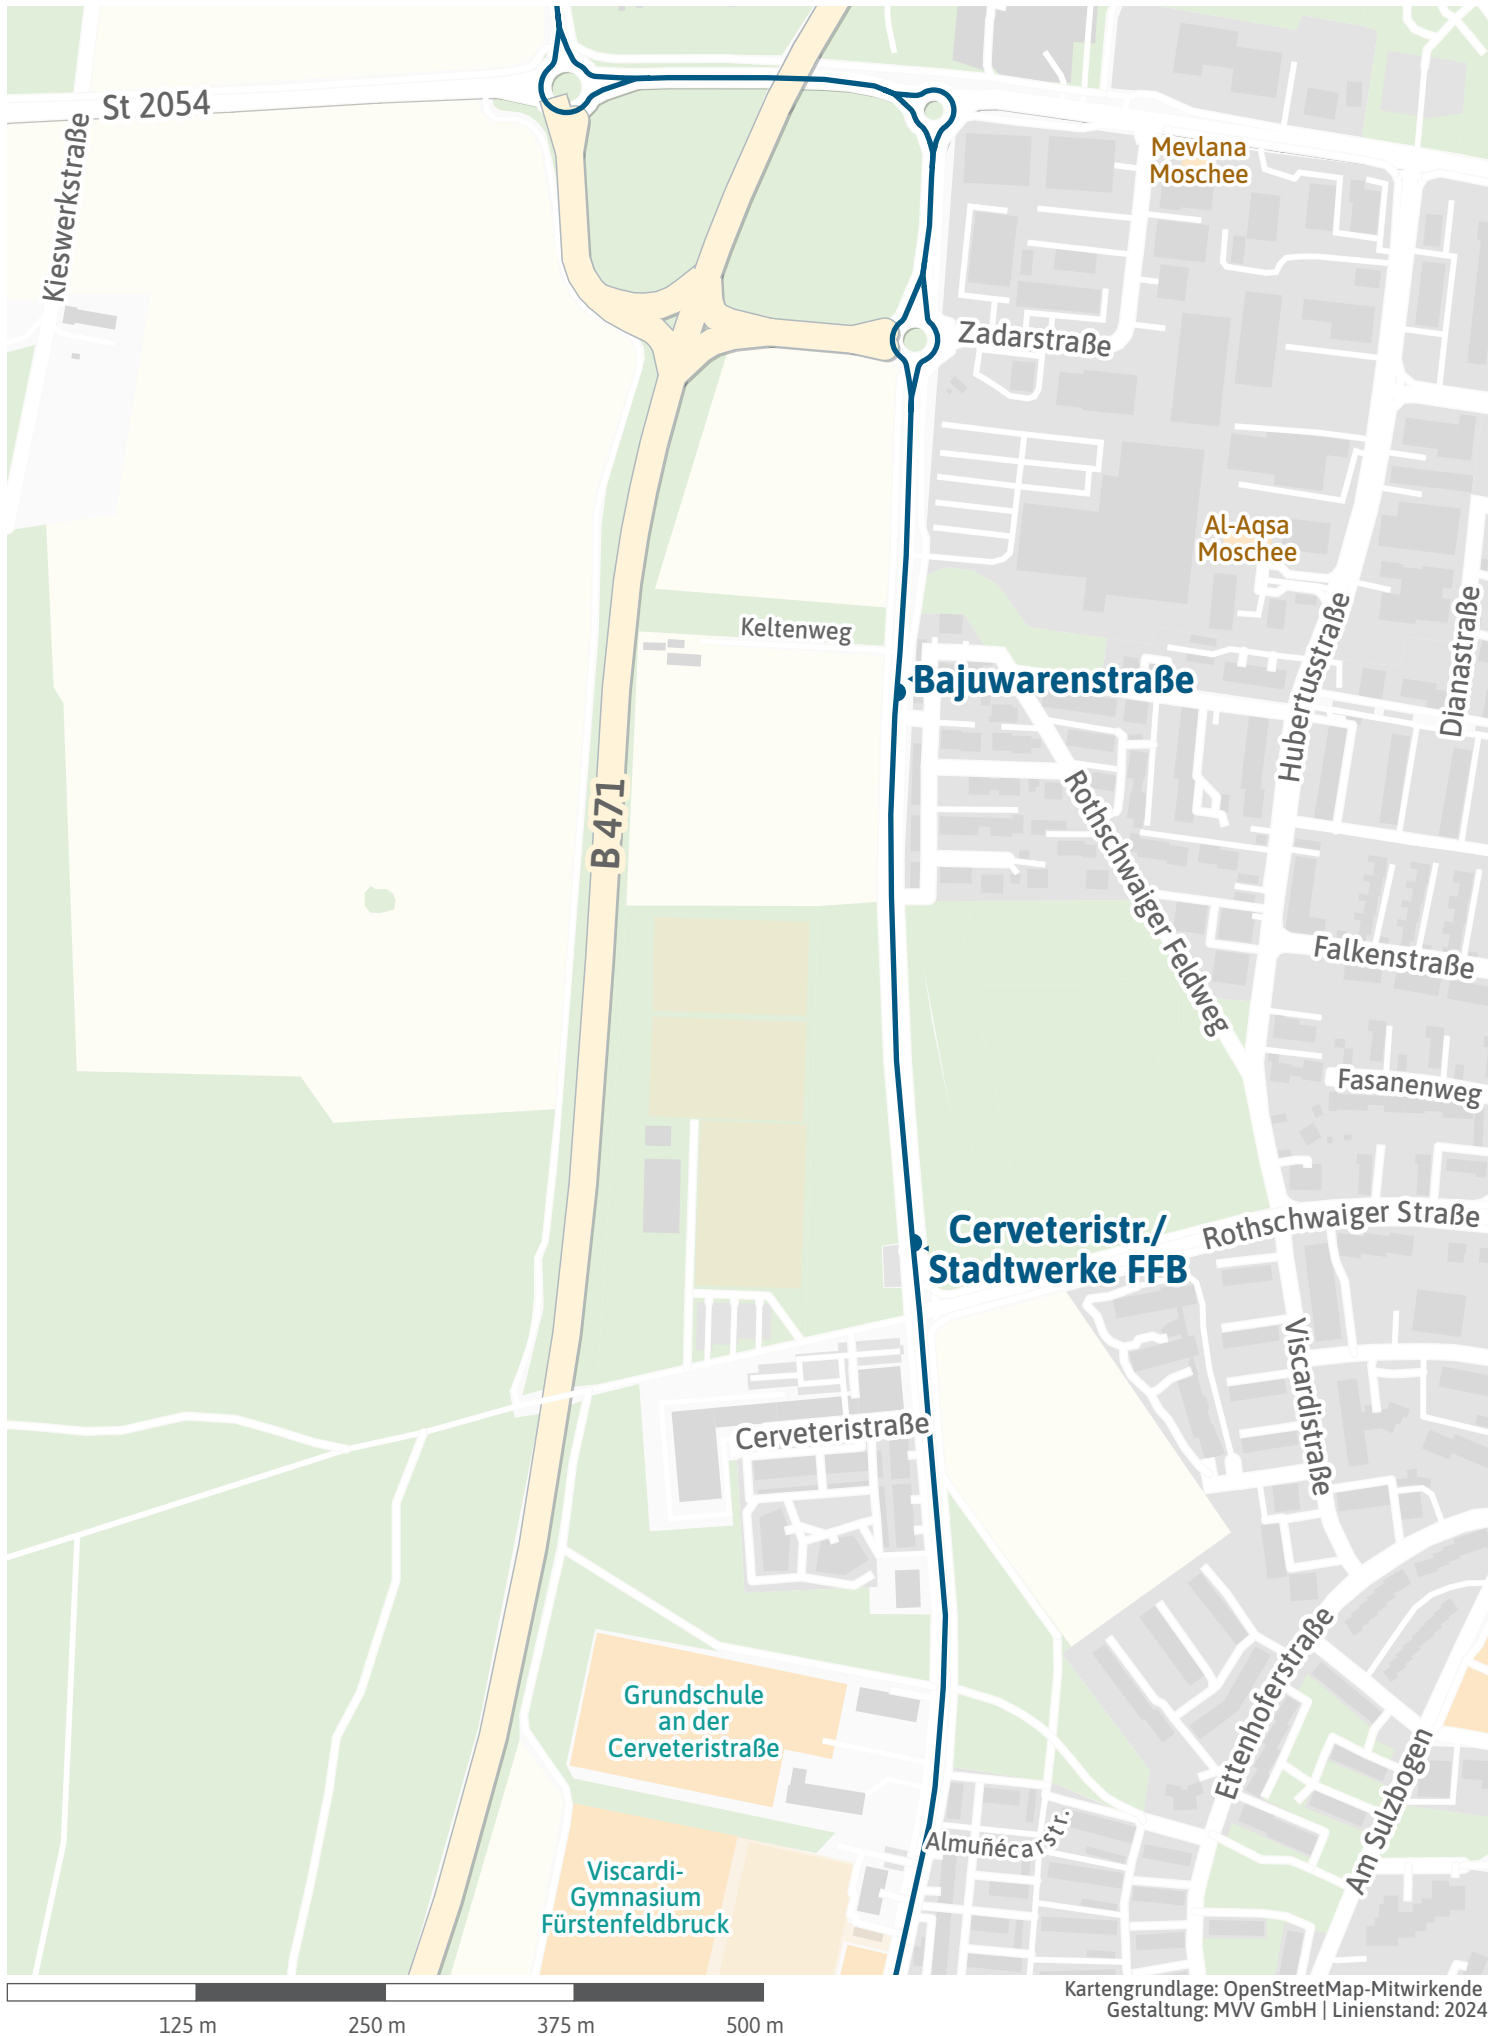 St 2054
Kieswerkstraße
Mevlana
Moschee
Zadarstraße
Al-Aqsa
Moschee
Hubertusstraße
Dianastraße
Keltenweg
Bajuwarenstraße
B 471
Rothschwaiger Feldweg
Falkenstraße
Fasanenweg
Rothschwaiger Straße
Cerveteristr./
Stadtwerke FFB
Viscardistraße
Cerveteristraße
Ettenhoferstraße
Grundschule
an der
Cerveteristraße
Am Sulzbogen
Almuñécarstr.
Viscardi-
Gymnasium
Fürstenfeldbruck
125 m
250 m
375 m
500 m
Kartengrundlage: OpenStreetMap-Mitwirkende
Gestaltung: MVV GmbH | Linienstand: 2024